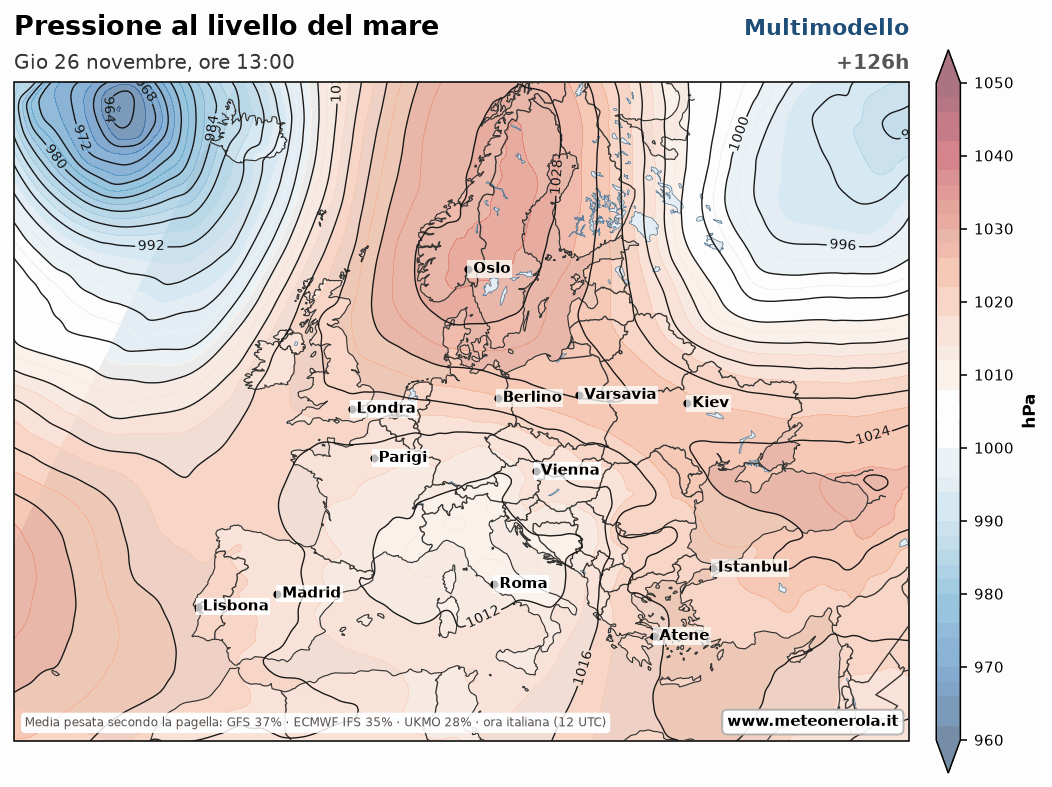 Pressione al livello del mare
Multimodello
Gio 26 novembre, ore 13:00
+126h
968
964
972
980
984
992
1028
1000
996
1024
1012
1016
Oslo
Londra
Berlino
Varsavia
Kiev
Parigi
Vienna
Istanbul
Roma
Madrid
Lisbona
Atene
1050
1040
1030
1020
1010
1000
990
980
970
960
hPa
Media pesata secondo la pagella: GFS 37% · ECMWF IFS 35% · UKMO 28% · ora italiana (12 UTC)
www.meteonerola.it